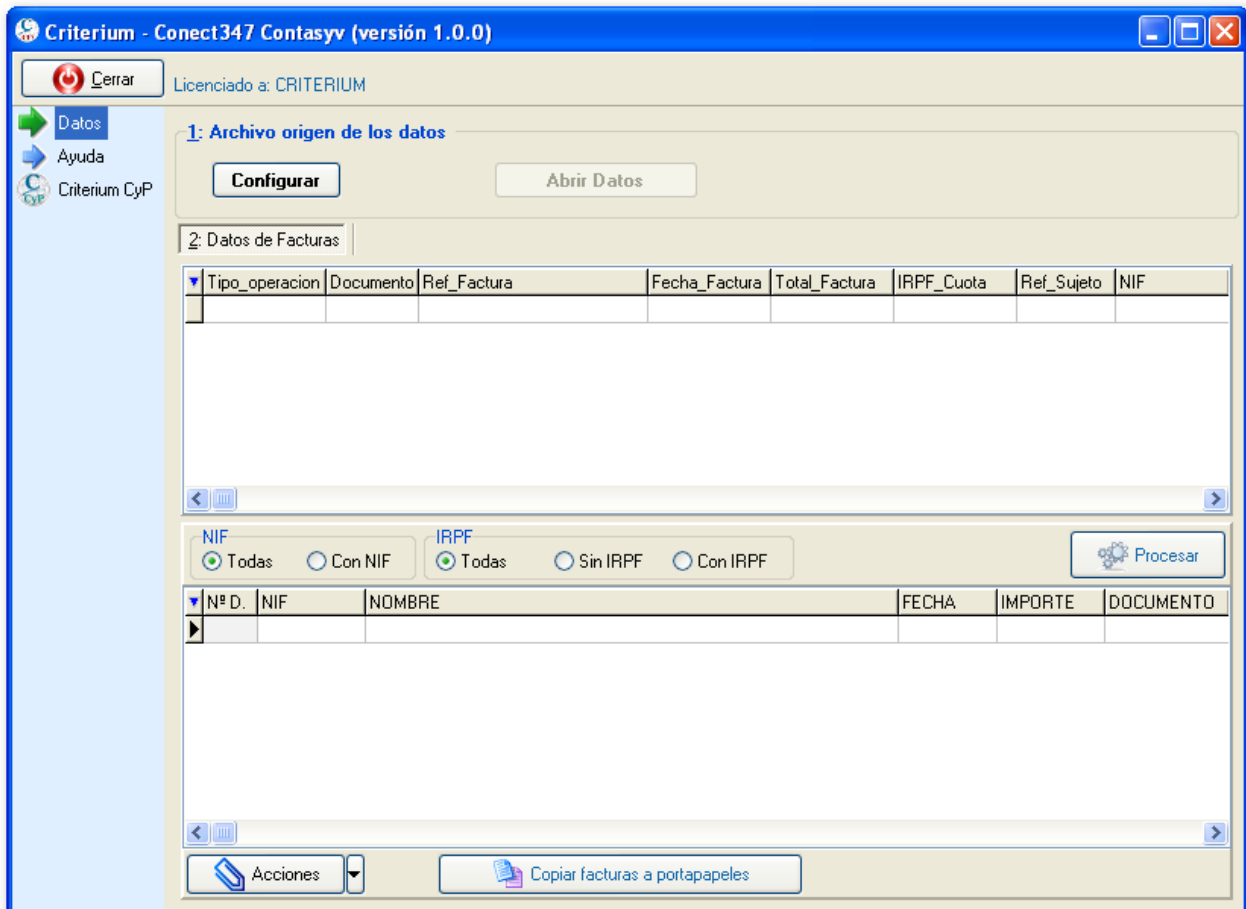 Criterium - Conect347 Contasyv (versión 1.0.0)
Cerrar
Licenciado a: CRITERIUM
Datos
Ayuda
Criterium CyP
1: Archivo origen de los datos
Configurar
Abrir Datos
2: Datos de Facturas
Tipo_operacion Documento Ref_Factura Fecha_Factura Total_Factura IRPF_Cuota Ref_Sujeto NIF
NIF
Todas Con NIF
IRPF
Todas Sin IRPF Con IRPF
Procesar
Nº D. NIF NOMBRE FECHA IMPORTE DOCUMENTO
Acciones
Copiar facturas a portapapeles